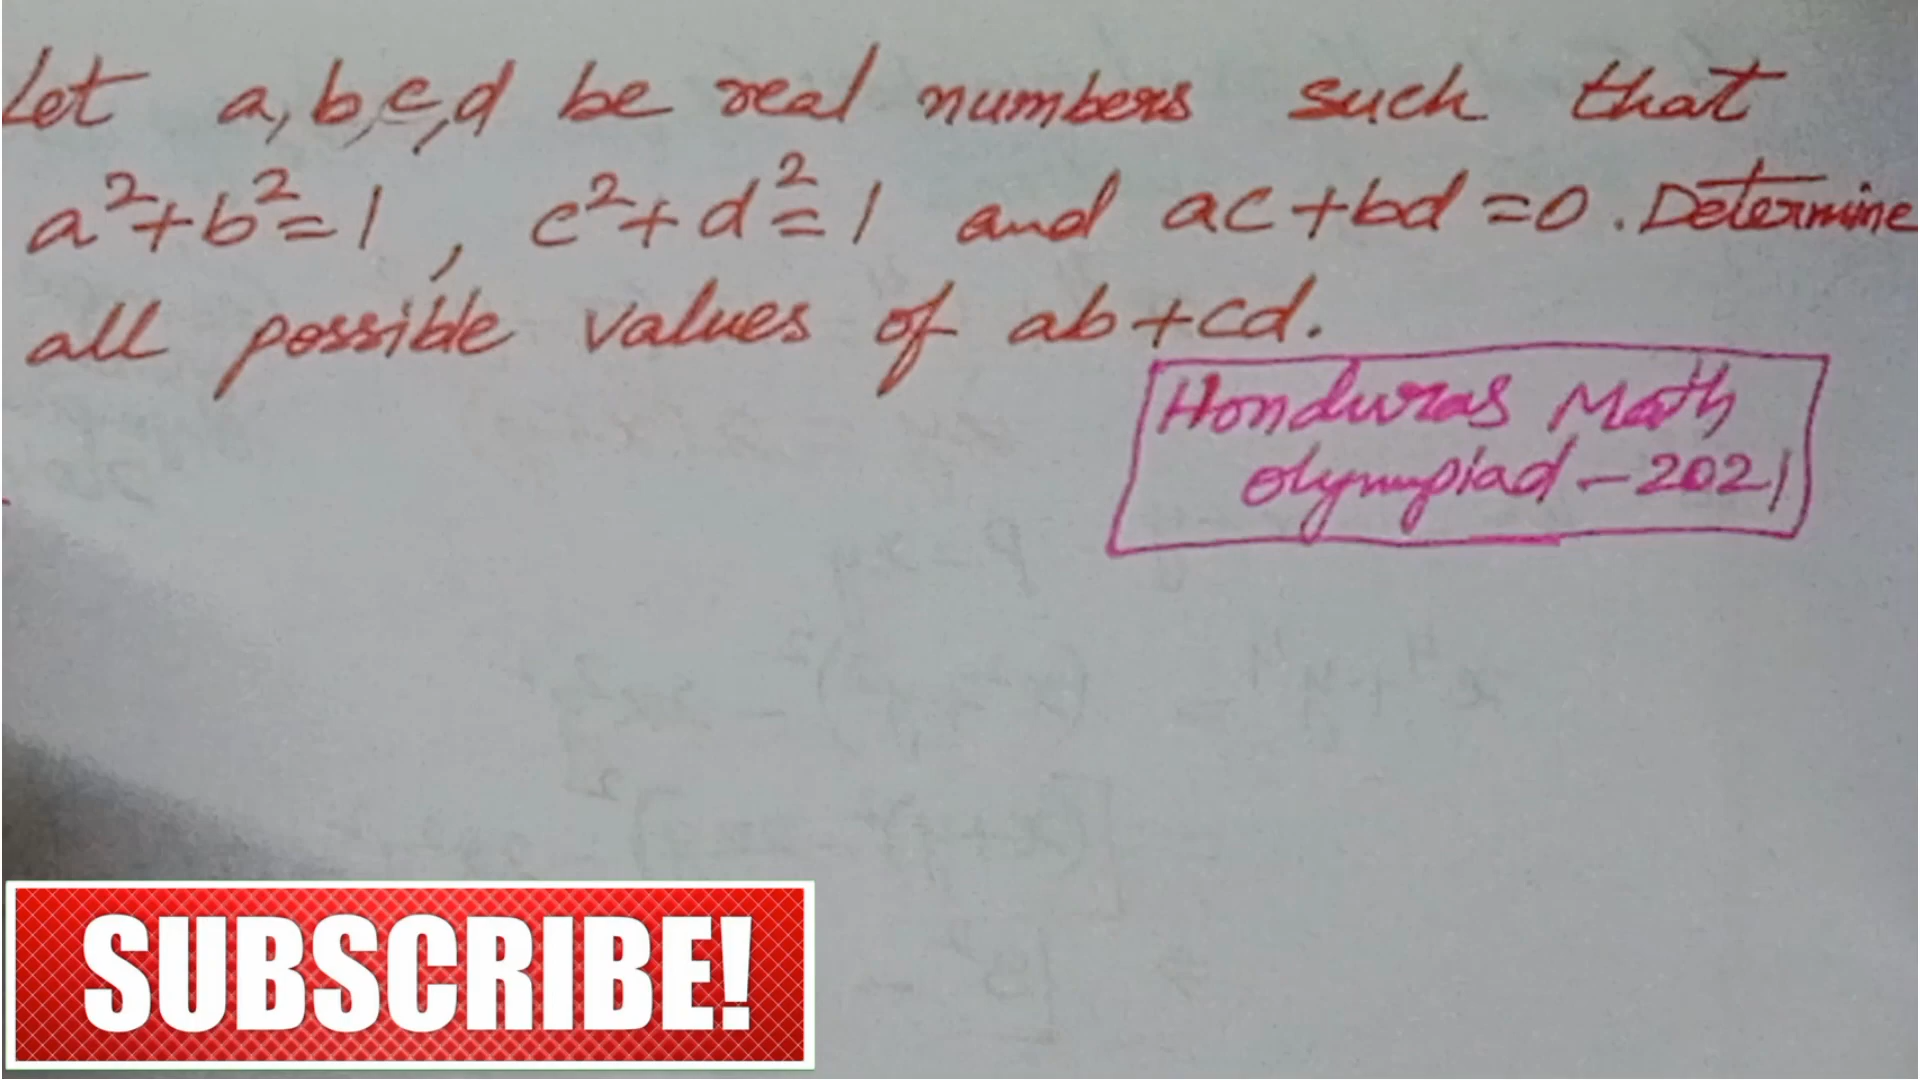 Let a, b, c, d be real numbers such that
a²+b²=1, c²+d²=1 and ac+bd=0. Determine
all possible values of ab+cd.
Honduras Math
Olympiad - 2021
SUBSCRIBE!